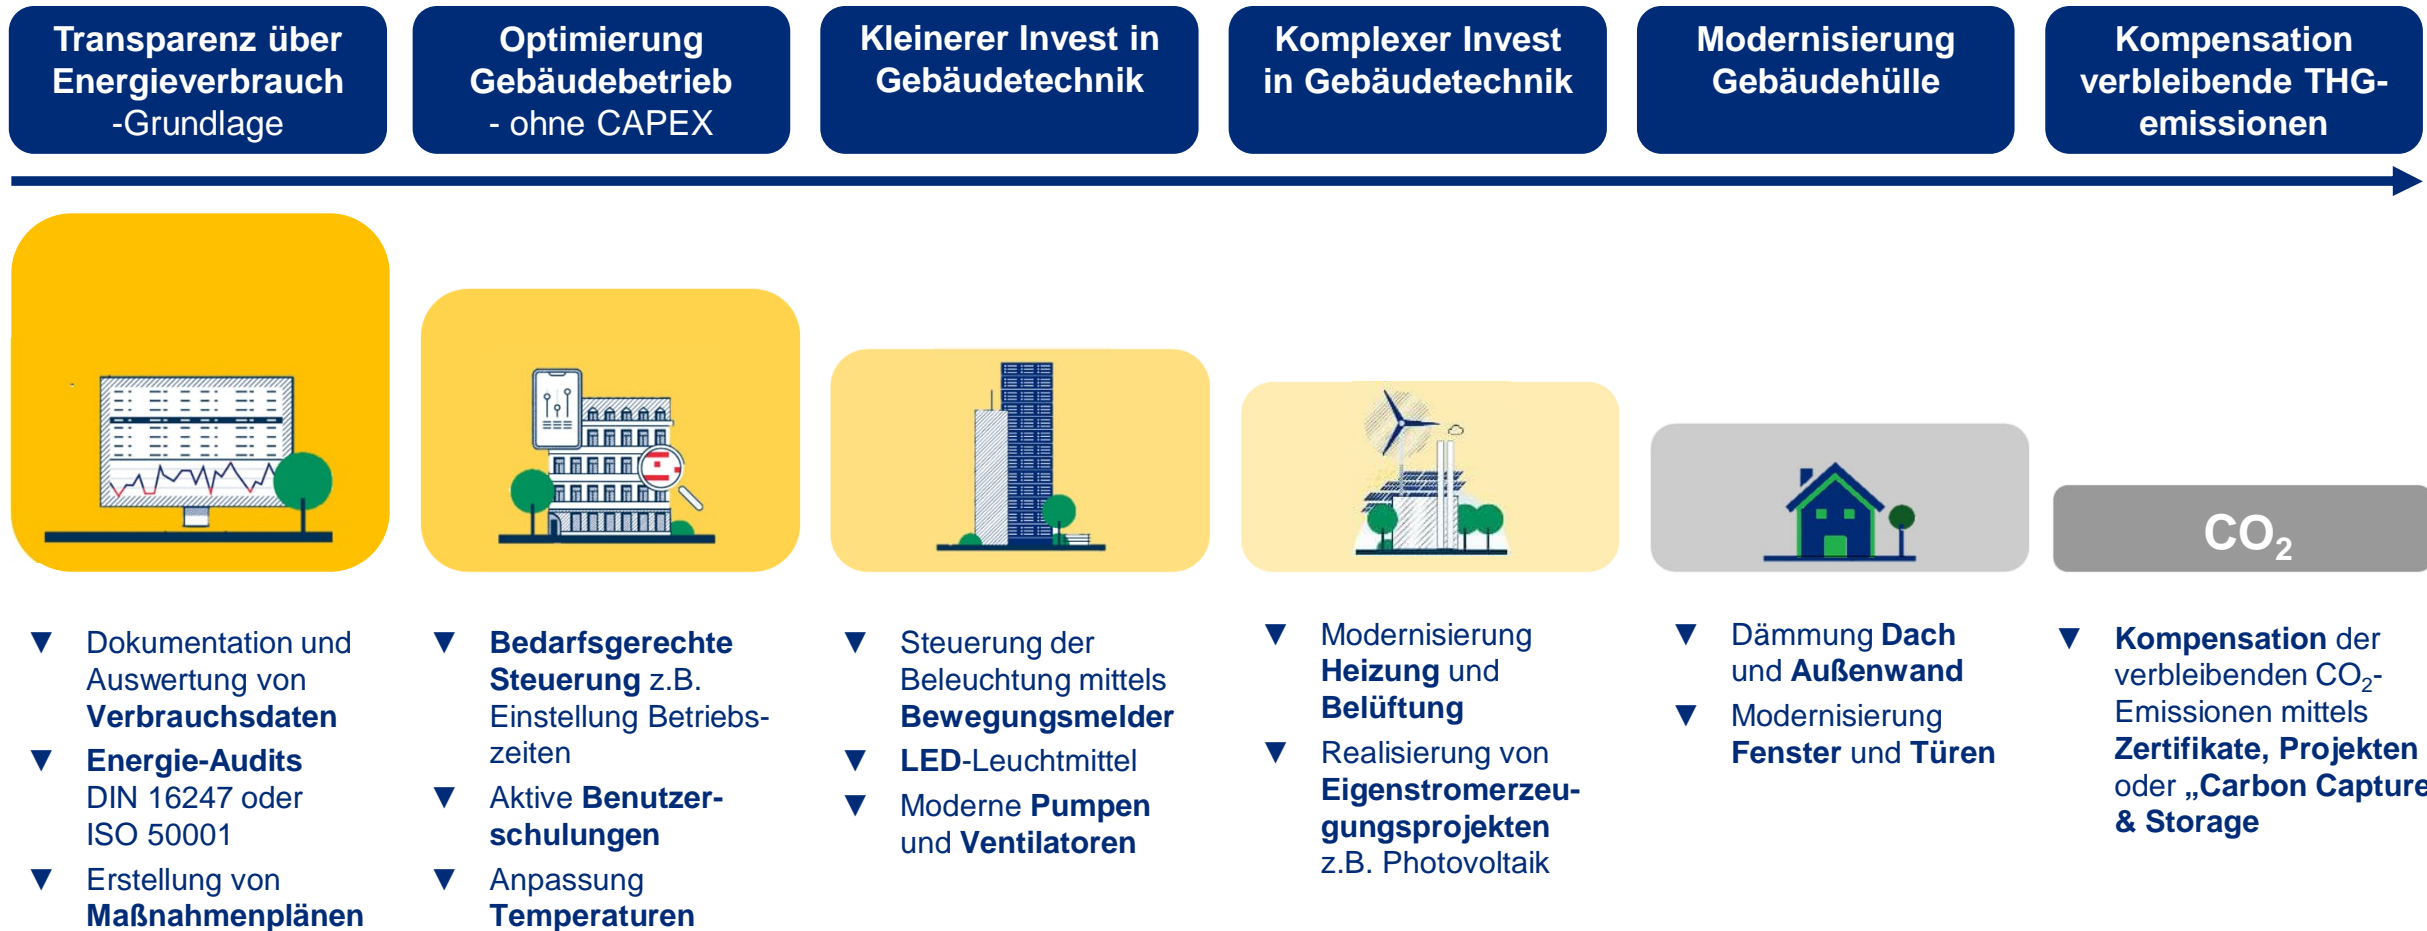 Transparenz über
Energieverbrauch
-Grundlage
Optimierung
Gebäudebetrieb
- ohne CAPEX
Kleinerer Invest in
Gebäudetechnik
Komplexer Invest
in Gebäudetechnik
Modernisierung
Gebäudehülle
Kompensation
verbleibende THG-
emissionen
CO₂
▼ Dokumentation und
Auswertung von
Verbrauchsdaten
▼ Energie-Audits
DIN 16247 oder
ISO 50001
▼ Erstellung von
Maßnahmenplänen
▼ Bedarfsgerechte
Steuerung z.B.
Einstellung Betriebs-
zeiten
▼ Aktive Benutzer-
schulungen
▼ Anpassung
Temperaturen
▼ Steuerung der
Beleuchtung mittels
Bewegungsmelder
▼ LED-Leuchtmittel
▼ Moderne Pumpen
und Ventilatoren
▼ Modernisierung
Heizung und
Belüftung
▼ Realisierung von
Eigenstromerzeu-
gungsprojekten
z.B. Photovoltaik
▼ Dämmung Dach
und Außenwand
▼ Modernisierung
Fenster und Türen
▼ Kompensation der
verbleibenden CO₂-
Emissionen mittels
Zertifikate, Projekten
oder „Carbon Capture
& Storage